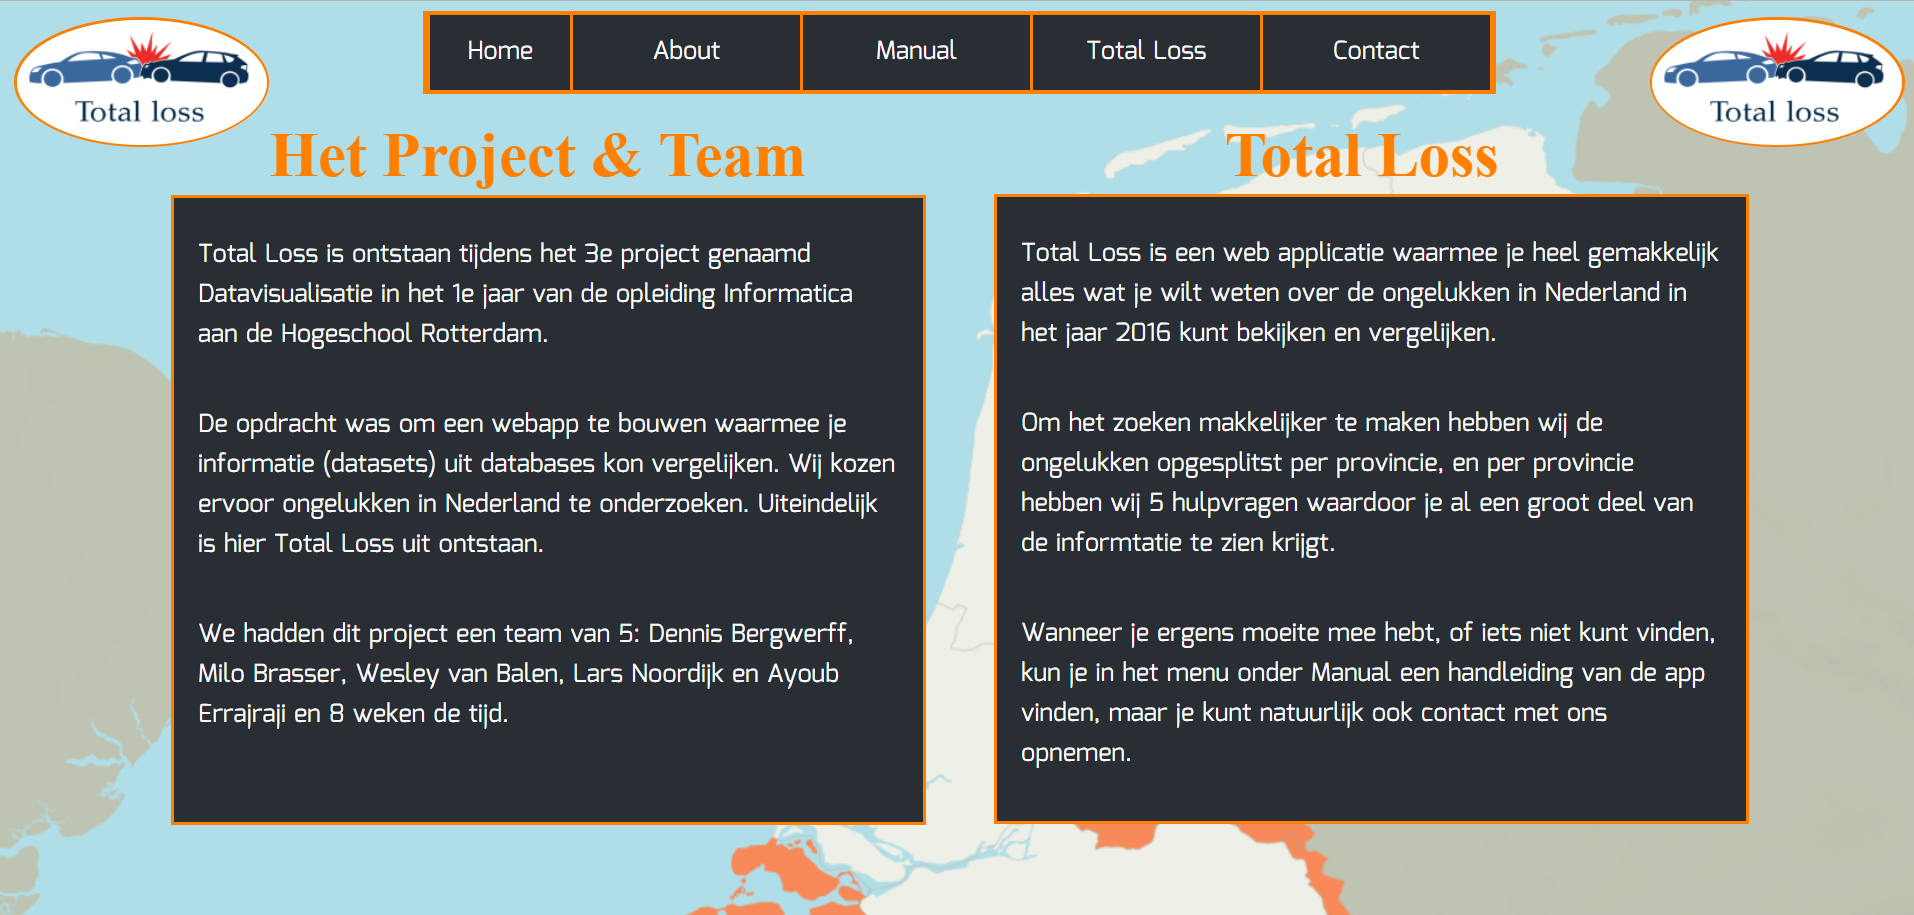 Total loss
Home
About
Manual
Total Loss
Contact
Total loss
Het Project & Team
Total Loss is ontstaan tijdens het 3e project genaamd
Datavisualisatie in het 1e jaar van de opleiding Informatica
aan de Hogeschool Rotterdam.
De opdracht was om een webapp te bouwen waarmee je
informatie (datasets) uit databases kon vergelijken. Wij kozen
ervoor ongelukken in Nederland te onderzoeken. Uiteindelijk
is hier Total Loss uit ontstaan.
We hadden dit project een team van 5: Dennis Bergwerff,
Milo Brasser, Wesley van Balen, Lars Noordijk en Ayoub
Errajraji en 8 weken de tijd.
Total Loss
Total Loss is een web applicatie waarmee je heel gemakkelijk
alles wat je wilt weten over de ongelukken in Nederland in
het jaar 2016 kunt bekijken en vergelijken.
Om het zoeken makkelijker te maken hebben wij de
ongelukken opgesplitst per provincie, en per provincie
hebben wij 5 hulpvragen waardoor je al een groot deel van
de informtatie te zien krijgt.
Wanneer je ergens moeite mee hebt, of iets niet kunt vinden,
kun je in het menu onder Manual een handleiding van de app
vinden, maar je kunt natuurlijk ook contact met ons
opnemen.